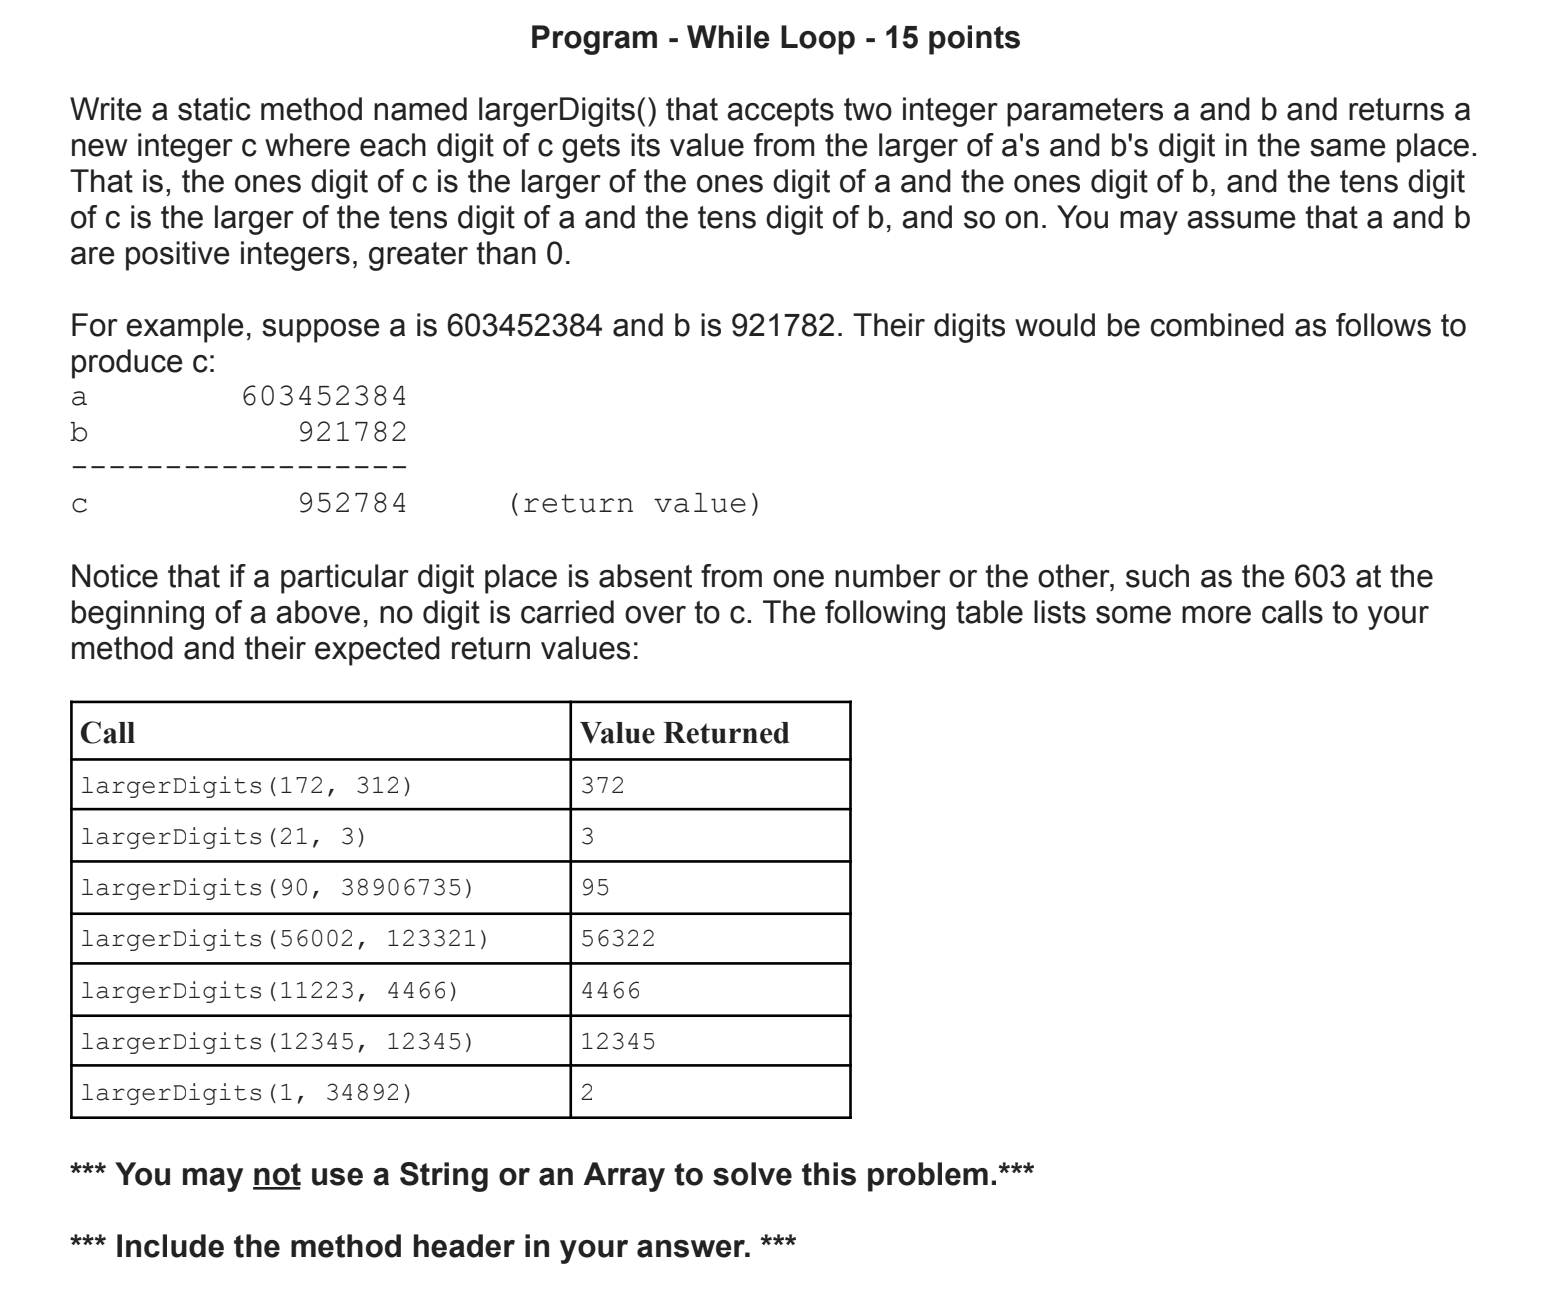 Program - While Loop - 15 points
Write a static method named largerDigits() that accepts two integer parameters a and b and returns a
new integer c where each digit of c gets its value from the larger of a's and b's digit in the same place.
That is, the ones digit of c is the larger of the ones digit of a and the ones digit of b, and the tens digit
of c is the larger of the tens digit of a and the tens digit of b, and so on. You may assume that a and b
are positive integers, greater than 0.
For example, suppose a is 603452384 and b is 921782. Their digits would be combined as follows to
produce c:
a 603452384
b 921782
------------------
c 952784 (return value)
Notice that if a particular digit place is absent from one number or the other, such as the 603 at the
beginning of a above, no digit is carried over to c. The following table lists some more calls to your
method and their expected return values:
Call Value Returned
largerDigits(172, 312) 372
largerDigits(21, 3) 3
largerDigits(90, 38906735) 95
largerDigits(56002, 123321) 56322
largerDigits(11223, 4466) 4466
largerDigits(12345, 12345) 12345
largerDigits(1, 34892) 2
*** You may not use a String or an Array to solve this problem.***
*** Include the method header in your answer. ***